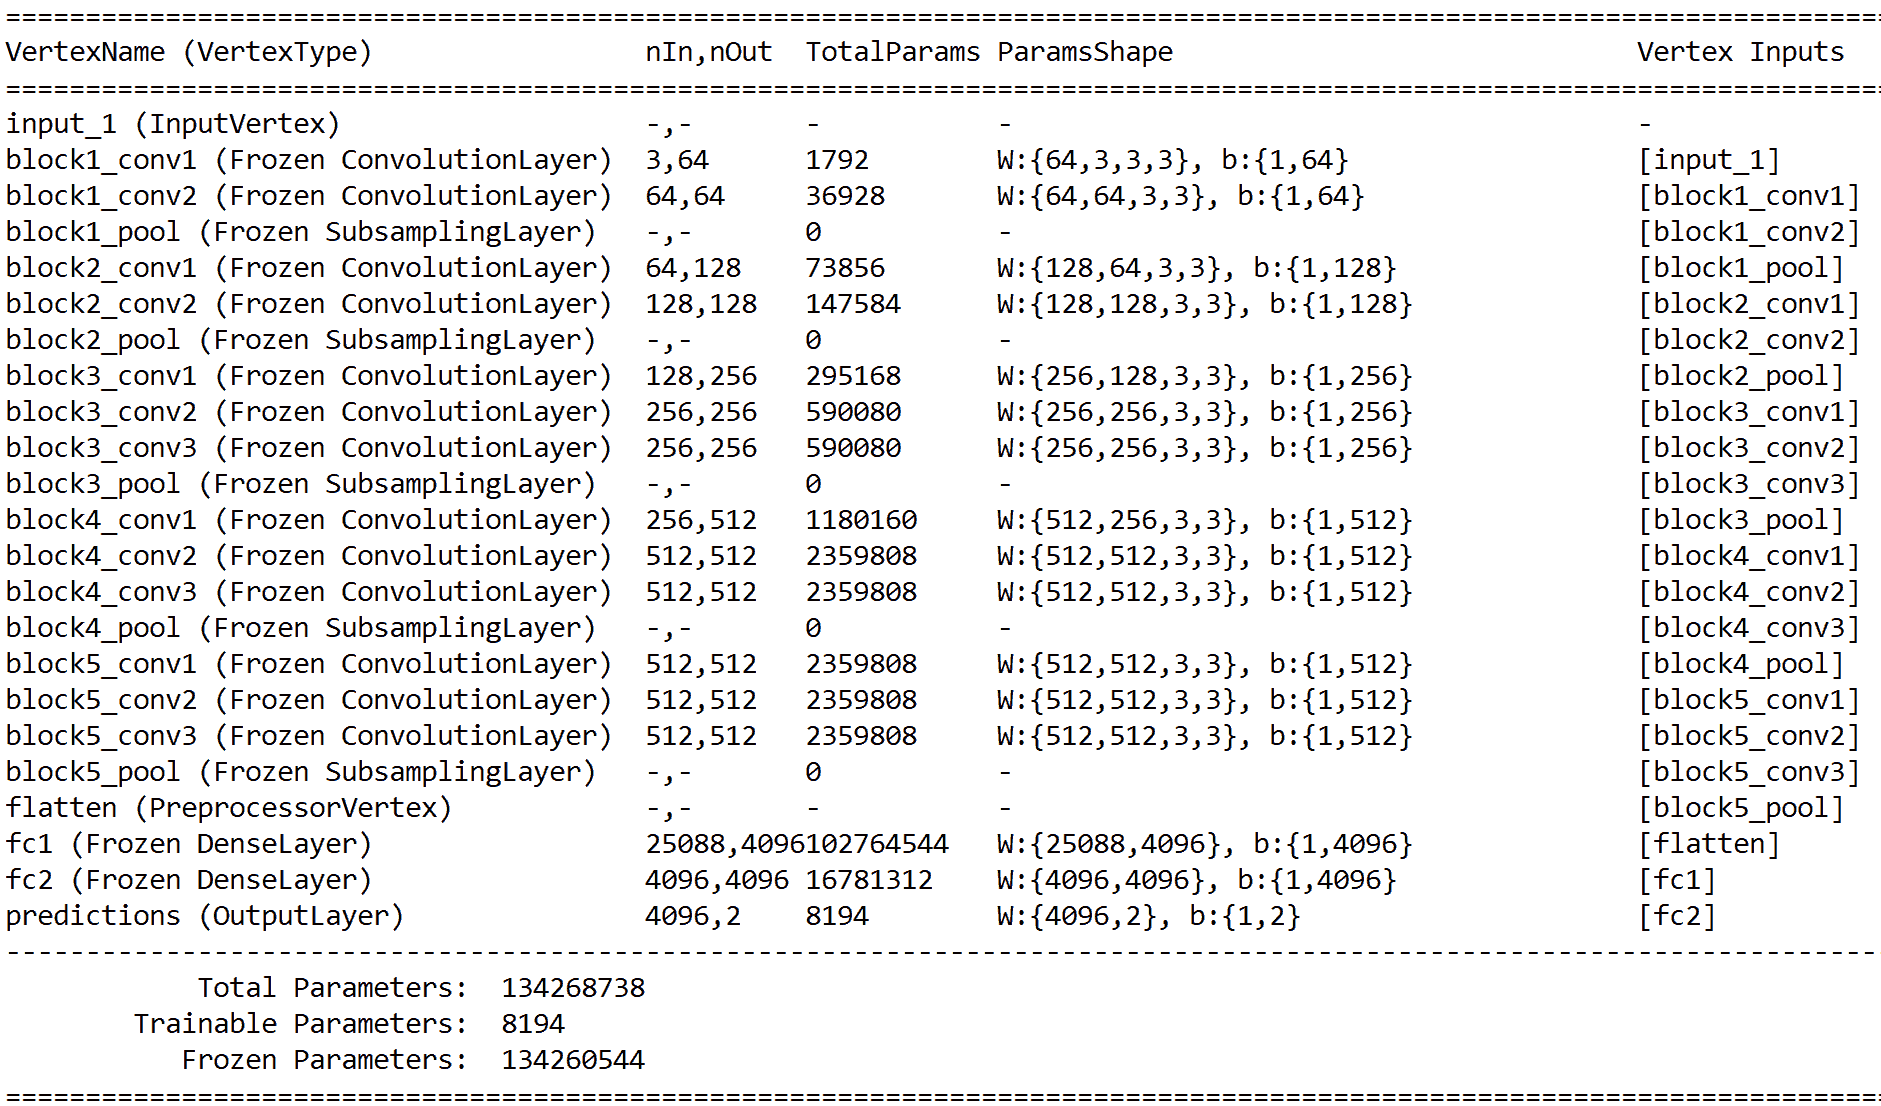 ======================================================================================================================
VertexName (VertexType)                 nIn,nOut  TotalParams ParamsShape                             Vertex Inputs
======================================================================================================================
input_1 (InputVertex)                   -,-       -           -                                       -
block1_conv1 (Frozen ConvolutionLayer)  3,64      1792        W:{64,3,3,3}, b:{1,64}                  [input_1]
block1_conv2 (Frozen ConvolutionLayer)  64,64     36928       W:{64,64,3,3}, b:{1,64}                 [block1_conv1]
block1_pool (Frozen SubsamplingLayer)   -,-       0           -                                       [block1_conv2]
block2_conv1 (Frozen ConvolutionLayer)  64,128    73856       W:{128,64,3,3}, b:{1,128}               [block1_pool]
block2_conv2 (Frozen ConvolutionLayer)  128,128   147584      W:{128,128,3,3}, b:{1,128}              [block2_conv1]
block2_pool (Frozen SubsamplingLayer)   -,-       0           -                                       [block2_conv2]
block3_conv1 (Frozen ConvolutionLayer)  128,256   295168      W:{256,128,3,3}, b:{1,256}              [block2_pool]
block3_conv2 (Frozen ConvolutionLayer)  256,256   590080      W:{256,256,3,3}, b:{1,256}              [block3_conv1]
block3_conv3 (Frozen ConvolutionLayer)  256,256   590080      W:{256,256,3,3}, b:{1,256}              [block3_conv2]
block3_pool (Frozen SubsamplingLayer)   -,-       0           -                                       [block3_conv3]
block4_conv1 (Frozen ConvolutionLayer)  256,512   1180160     W:{512,256,3,3}, b:{1,512}              [block3_pool]
block4_conv2 (Frozen ConvolutionLayer)  512,512   2359808     W:{512,512,3,3}, b:{1,512}              [block4_conv1]
block4_conv3 (Frozen ConvolutionLayer)  512,512   2359808     W:{512,512,3,3}, b:{1,512}              [block4_conv2]
block4_pool (Frozen SubsamplingLayer)   -,-       0           -                                       [block4_conv3]
block5_conv1 (Frozen ConvolutionLayer)  512,512   2359808     W:{512,512,3,3}, b:{1,512}              [block4_pool]
block5_conv2 (Frozen ConvolutionLayer)  512,512   2359808     W:{512,512,3,3}, b:{1,512}              [block5_conv1]
block5_conv3 (Frozen ConvolutionLayer)  512,512   2359808     W:{512,512,3,3}, b:{1,512}              [block5_conv2]
block5_pool (Frozen SubsamplingLayer)   -,-       0           -                                       [block5_conv3]
flatten (PreprocessorVertex)            -,-       -           -                                       [block5_pool]
fc1 (Frozen DenseLayer)                 25088,4096102764544   W:{25088,4096}, b:{1,4096}              [flatten]
fc2 (Frozen DenseLayer)                 4096,4096 16781312    W:{4096,4096}, b:{1,4096}               [fc1]
predictions (OutputLayer)               4096,2    8194        W:{4096,2}, b:{1,2}                     [fc2]
----------------------------------------------------------------------------------------------------------------------
            Total Parameters:  134268738
        Trainable Parameters:  8194
           Frozen Parameters:  134260544
======================================================================================================================